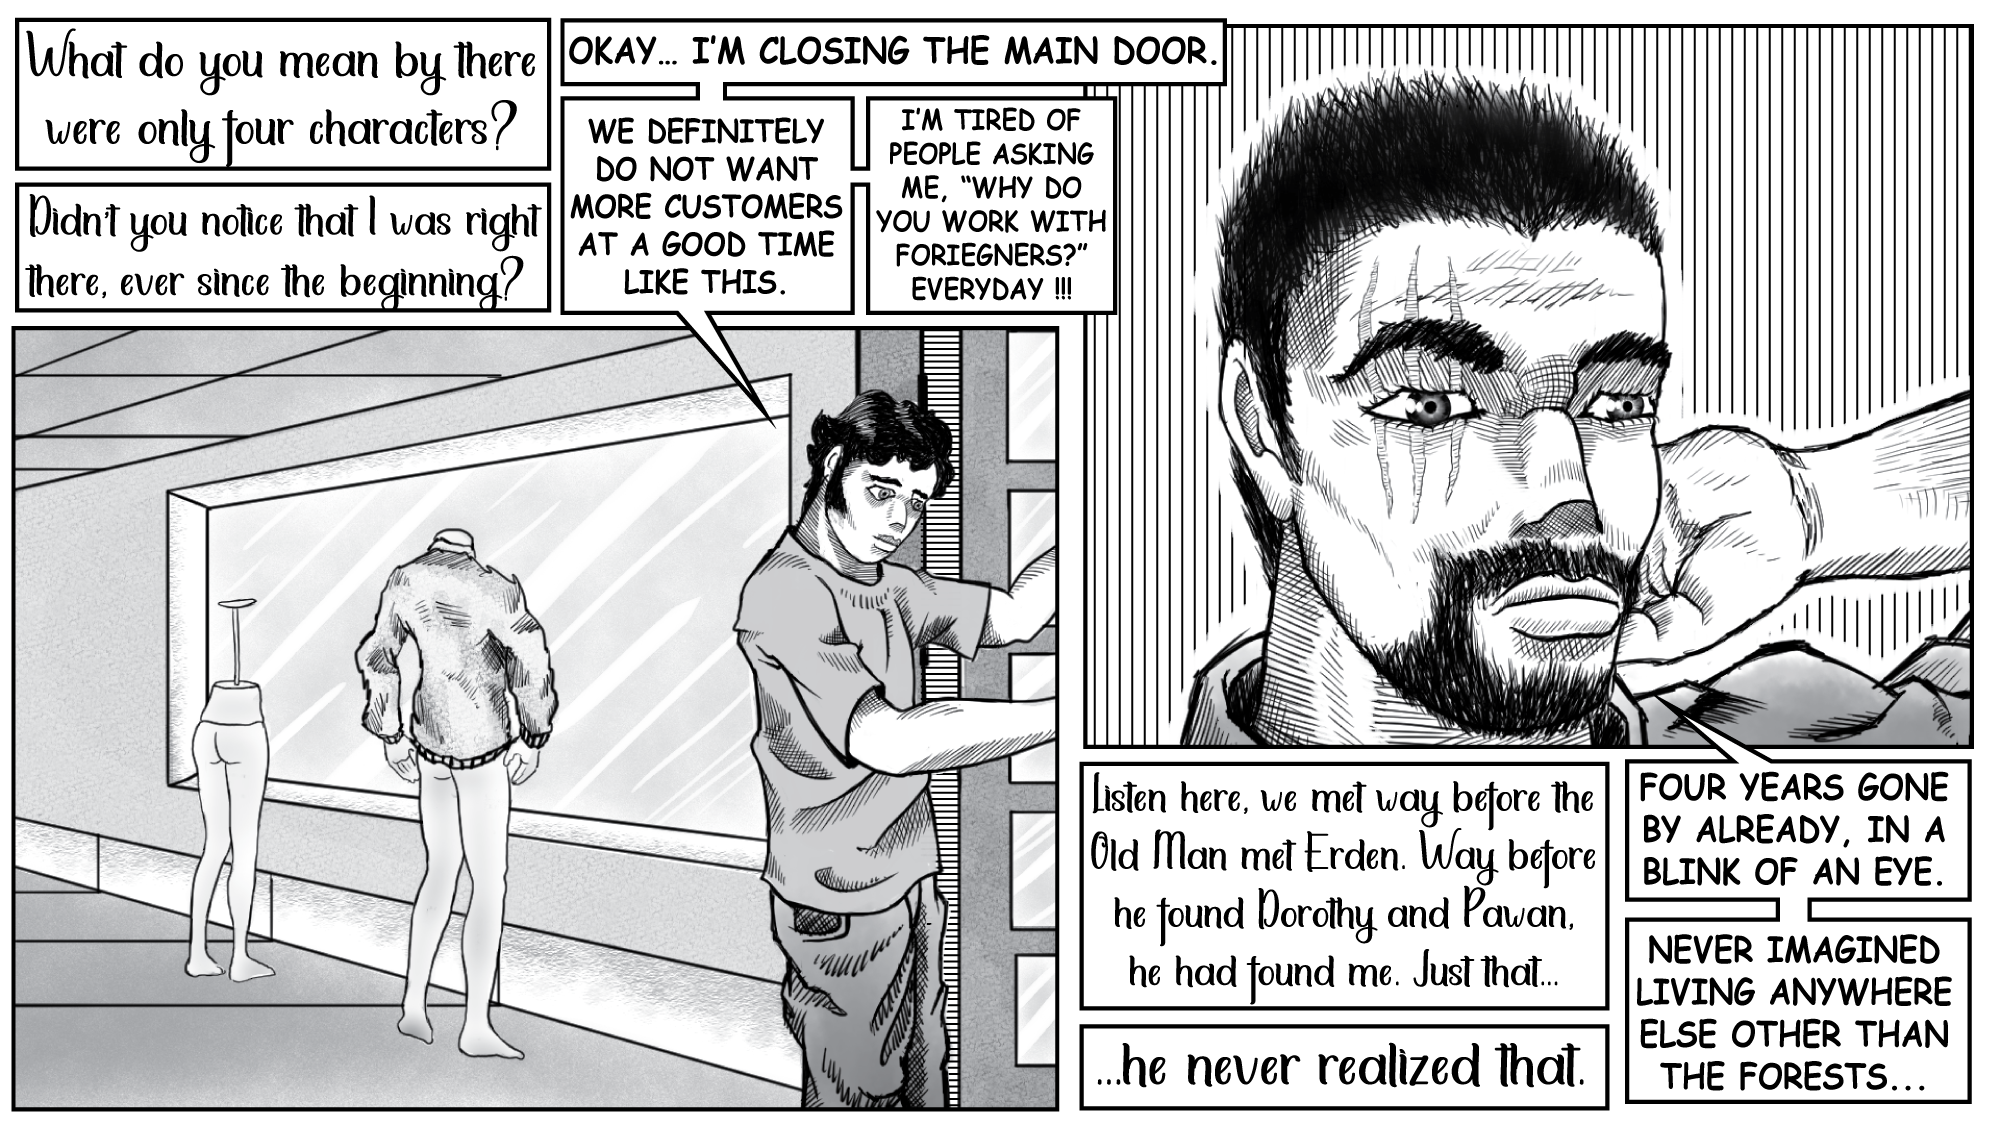 What do you mean by there
were only four characters?
Didn't you notice that I was right
there, ever since the beginning?
OKAY... I'M CLOSING THE MAIN DOOR.
WE DEFINITELY
DO NOT WANT
MORE CUSTOMERS
AT A GOOD TIME
LIKE THIS.
I'M TIRED OF
PEOPLE ASKING
ME, “WHY DO
YOU WORK WITH
FORIEGNERS?”
EVERYDAY !!!
FOUR YEARS GONE
BY ALREADY, IN A
BLINK OF AN EYE.
NEVER IMAGINED
LIVING ANYWHERE
ELSE OTHER THAN
THE FORESTS...
Listen here, we met way before the
Old Man met Erden. Way before
he found Dorothy and Pawan,
he had found me. Just that...
...he never realized that.